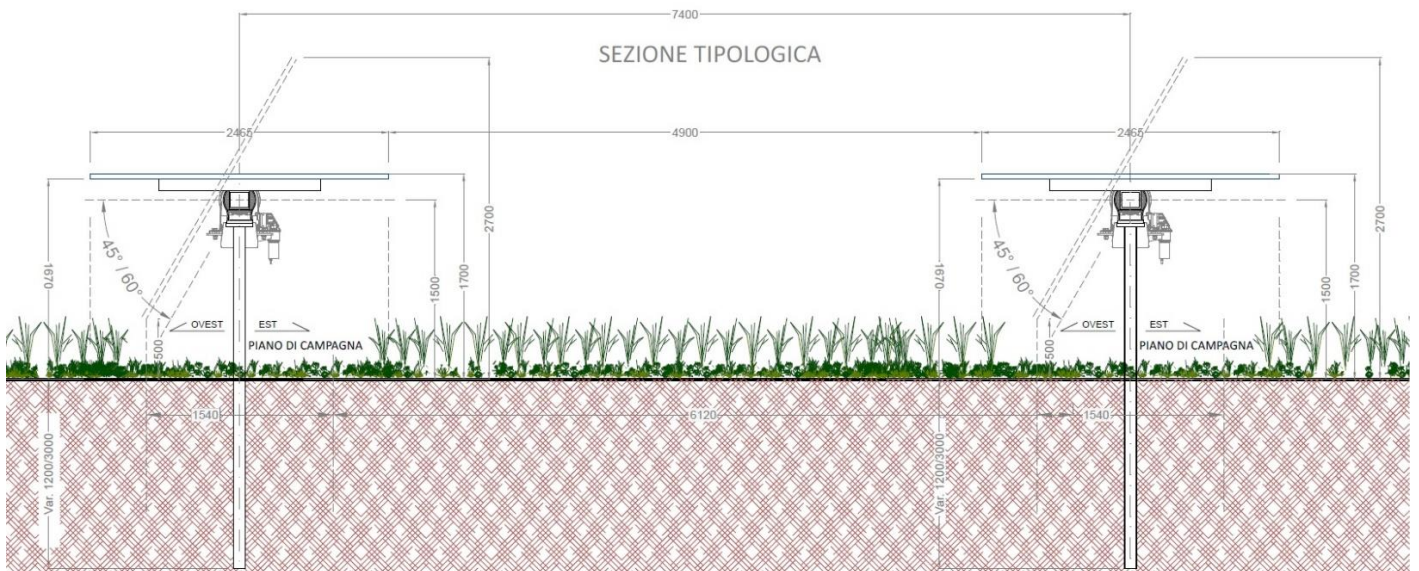 7400
SEZIONE TIPOLOGICA
2465
4900
2465
2700
2700
45° / 60°
1670
1500
1700
45° / 60°
1670
1500
1700
OVEST EST
OVEST EST
500
PIANO DI CAMPAGNA
500
PIANO DI CAMPAGNA
1540
6120
1540
Var. 1200/3000
Var. 1200/3000